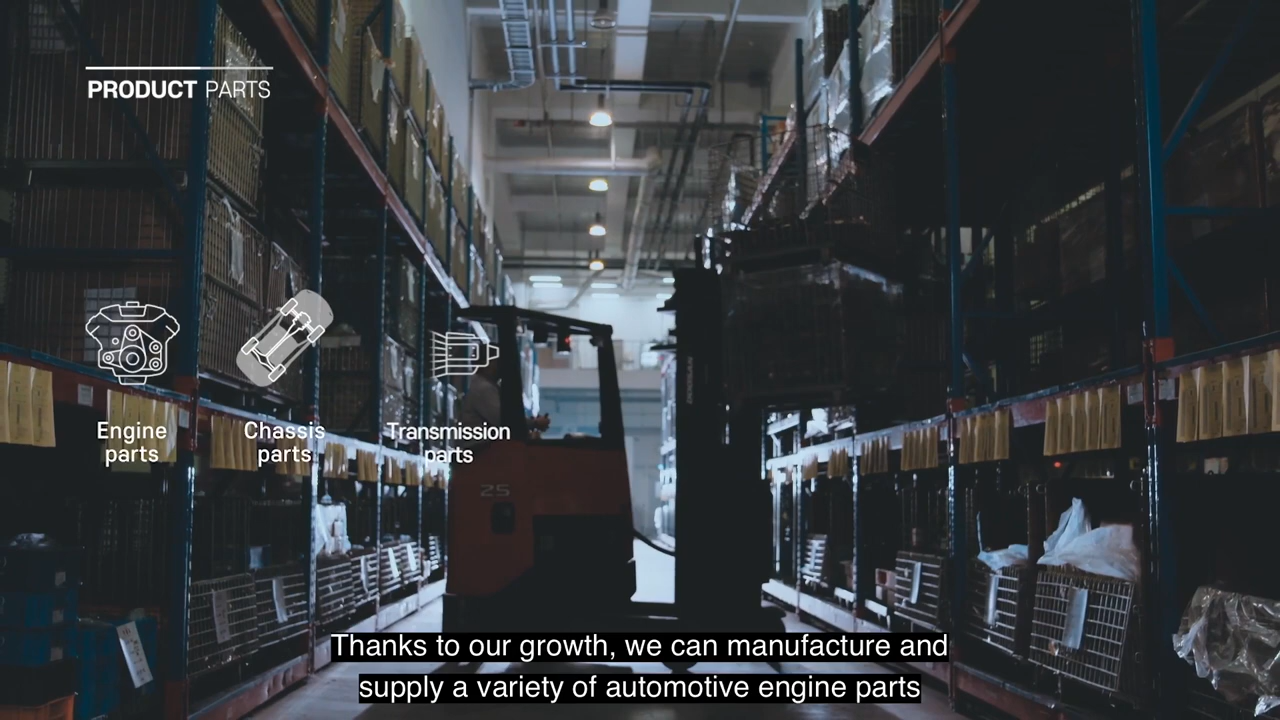 PRODUCT PARTS
Engine
parts
Chassis
parts
Transmission
parts
25
Thanks to our growth, we can manufacture and
supply a variety of automotive engine parts